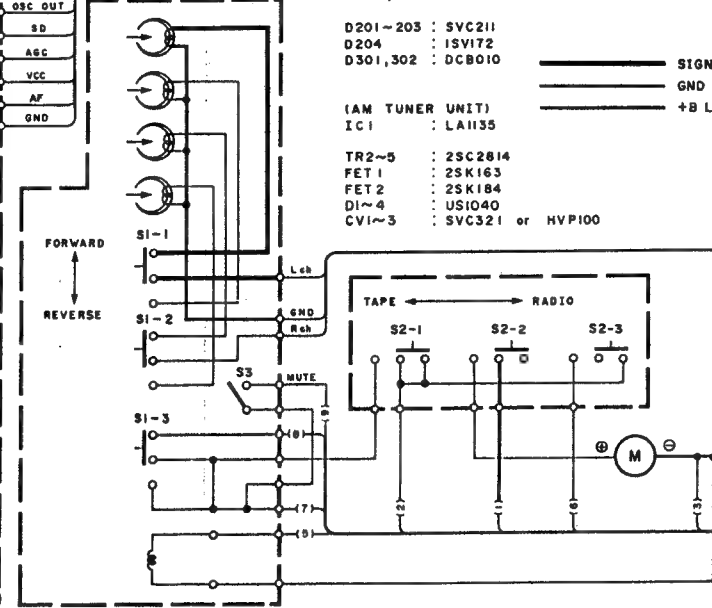 OSC OUT
SD
AGC
VCC
AF
GND
D201~203 : SVC211
D204 : 1SV172
D301,302 : DCB010
SIGN
GND
+B L
(AM TUNER UNIT)
IC1 : LA1135
TR2~5 : 2SC2814
FET1 : 2SK163
FET2 : 2SK184
D1~4 : US1040
CV1~3 : SVC321 or HVP100
S1-1
FORWARD
REVERSE
Lch
GND
Rch
S1-2
TAPE
RADIO
S2-1
S2-2
S2-3
S3
MUTE
(9)
S1-3
(8)
⊕
M
⊖
(7)
(2)
(1)
(6)
(3)
(5)